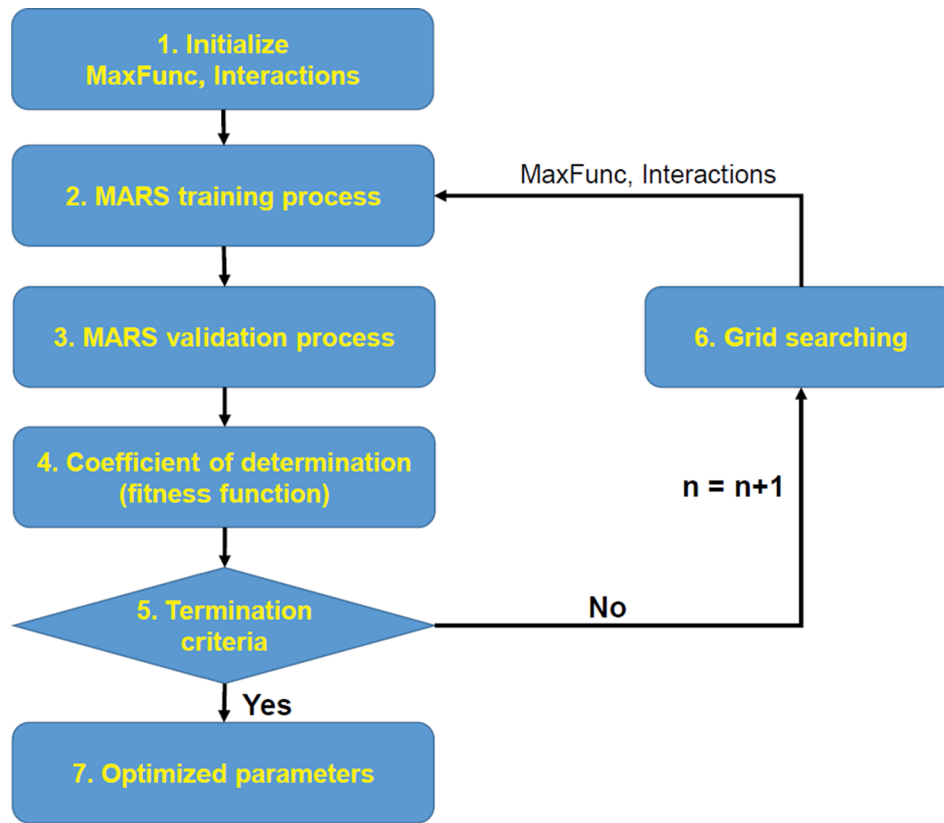 1. Initialize
MaxFunc, Interactions
2. MARS training process
MaxFunc, Interactions
3. MARS validation process
6. Grid searching
4. Coefficient of determination
(fitness function)
n = n+1
5. Termination
criteria
No
Yes
7. Optimized parameters